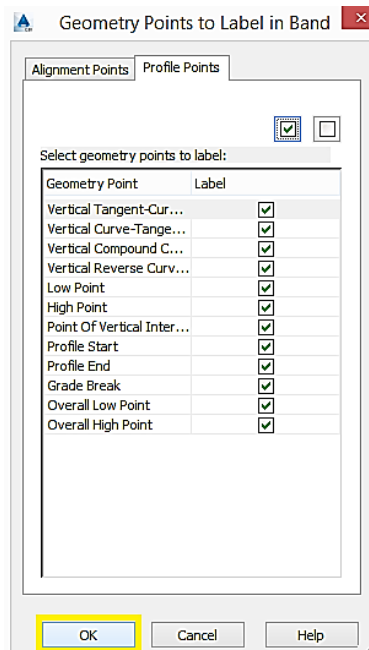 Geometry Points to Label in Band
Alignment Points Profile Points
Select geometry points to label:
Geometry Point Label
Vertical Tangent-Cur...
Vertical Curve-Tange...
Vertical Compound C...
Vertical Reverse Curv...
Low Point
High Point
Point Of Vertical Inter...
Profile Start
Profile End
Grade Break
Overall Low Point
Overall High Point
OK Cancel Help